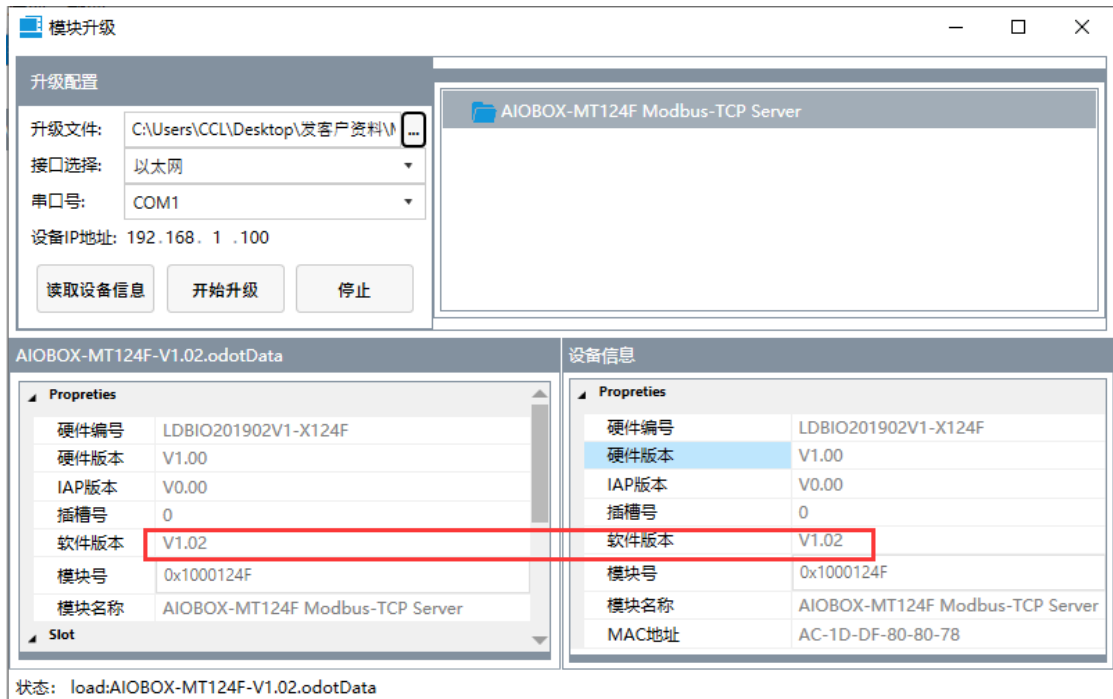 模块升级
升级配置
升级文件: C:\Users\CCL\Desktop\发客户资料\ ...
接口选择: 以太网
串口号: COM1
设备IP地址: 192.168. 1 .100
读取设备信息 开始升级 停止
AIOBOX-MT124F Modbus-TCP Server
AIOBOX-MT124F-V1.02.odotData
Propreties
硬件编号 LDBIO201902V1-X124F
硬件版本 V1.00
IAP版本 V0.00
插槽号 0
软件版本 V1.02
模块号 0x1000124F
模块名称 AIOBOX-MT124F Modbus-TCP Server
Slot
设备信息
Propreties
硬件编号 LDBIO201902V1-X124F
硬件版本 V1.00
IAP版本 V0.00
插槽号 0
软件版本 V1.02
模块号 0x1000124F
模块名称 AIOBOX-MT124F Modbus-TCP Server
MAC地址 AC-1D-DF-80-80-78
状态: load:AIOBOX-MT124F-V1.02.odotData